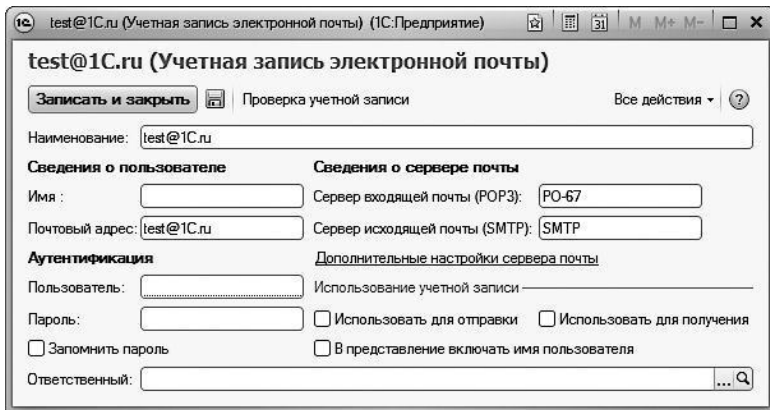 test@1C.ru (Учетная запись электронной почты) (1С:Предприятие) 31 M M+ M-
test@1C.ru (Учетная запись электронной почты)
Записать и закрыть Проверка учетной записи Все действия ?
Наименование: test@1C.ru
Сведения о пользователе Сведения о сервере почты
Имя : Сервер входящей почты (POP3): PO-67
Почтовый адрес: test@1C.ru Сервер исходящей почты (SMTP): SMTP
Аутентификация Дополнительные настройки сервера почты
Пользователь: Использование учетной записи
Пароль: Использовать для отправки Использовать для получения
Запомнить пароль В представление включать имя пользователя
Ответственный: ...